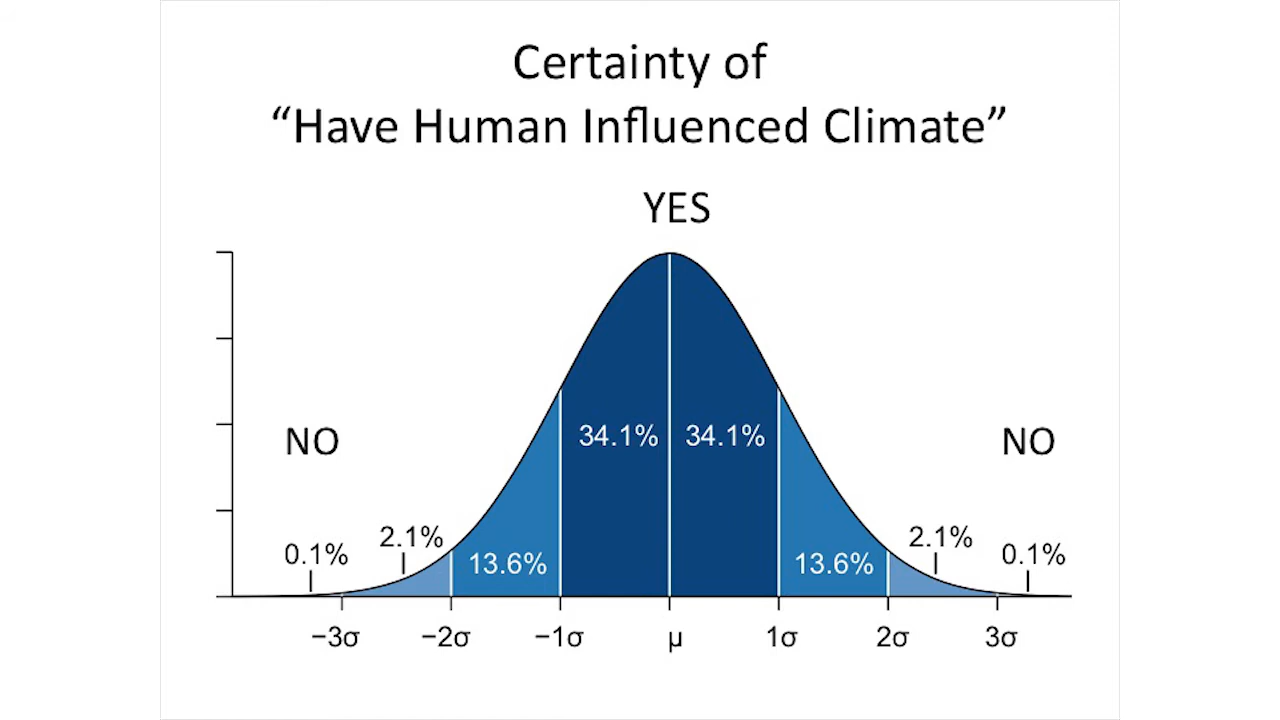 Certainty of
“Have Human Influenced Climate”
YES
NO
NO
34.1% 34.1%
0.1% 2.1% 13.6% 13.6% 2.1% 0.1%
−3σ −2σ −1σ μ 1σ 2σ 3σ